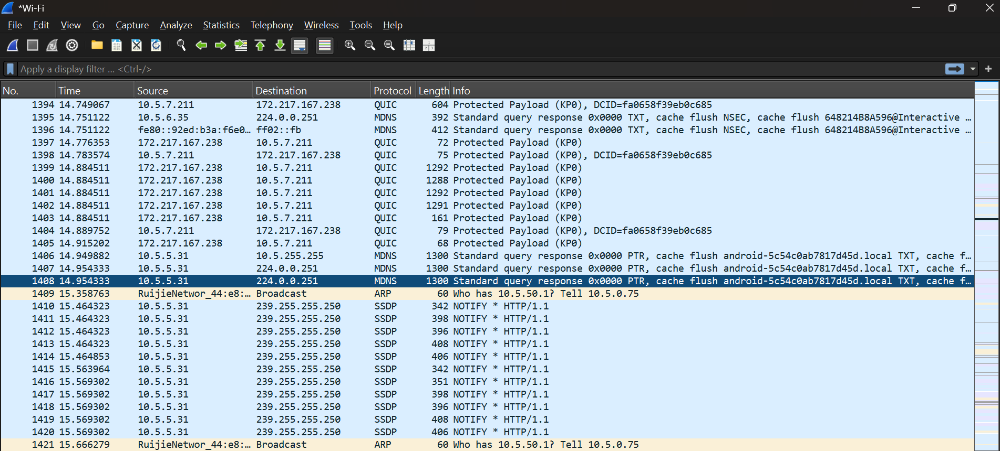 *Wi-Fi
File Edit View Go Capture Analyze Statistics Telephony Wireless Tools Help
Apply a display filter ... <Ctrl-/>
No. Time Source Destination Protocol Length Info
1394 14.749067 10.5.7.211 172.217.167.238 QUIC 604 Protected Payload (KP0), DCID=fa0658f39eb0c685
1395 14.751122 10.5.6.35 224.0.0.251 MDNS 392 Standard query response 0x0000 TXT, cache flush NSEC, cache flush 648214B8A596@Interactive …
1396 14.751122 fe80::92ed:b3a:f6e0… ff02::fb MDNS 412 Standard query response 0x0000 TXT, cache flush NSEC, cache flush 648214B8A596@Interactive …
1397 14.776353 172.217.167.238 10.5.7.211 QUIC 72 Protected Payload (KP0)
1398 14.783574 10.5.7.211 172.217.167.238 QUIC 75 Protected Payload (KP0), DCID=fa0658f39eb0c685
1399 14.884511 172.217.167.238 10.5.7.211 QUIC 1292 Protected Payload (KP0)
1400 14.884511 172.217.167.238 10.5.7.211 QUIC 1288 Protected Payload (KP0)
1401 14.884511 172.217.167.238 10.5.7.211 QUIC 1292 Protected Payload (KP0)
1402 14.884511 172.217.167.238 10.5.7.211 QUIC 1291 Protected Payload (KP0)
1403 14.884511 172.217.167.238 10.5.7.211 QUIC 161 Protected Payload (KP0)
1404 14.889752 10.5.7.211 172.217.167.238 QUIC 79 Protected Payload (KP0), DCID=fa0658f39eb0c685
1405 14.915202 172.217.167.238 10.5.7.211 QUIC 68 Protected Payload (KP0)
1406 14.949882 10.5.5.31 10.5.255.255 MDNS 1300 Standard query response 0x0000 PTR, cache flush android-5c54c0ab7817d45d.local TXT, cache f…
1407 14.954333 10.5.5.31 224.0.0.251 MDNS 1300 Standard query response 0x0000 PTR, cache flush android-5c54c0ab7817d45d.local TXT, cache f…
1408 14.954333 10.5.5.31 224.0.0.251 MDNS 1300 Standard query response 0x0000 PTR, cache flush android-5c54c0ab7817d45d.local TXT, cache f…
1409 15.358763 RuijieNetwor_44:e8:… Broadcast ARP 60 Who has 10.5.50.1? Tell 10.5.0.75
1410 15.464323 10.5.5.31 239.255.255.250 SSDP 342 NOTIFY * HTTP/1.1
1411 15.464323 10.5.5.31 239.255.255.250 SSDP 398 NOTIFY * HTTP/1.1
1412 15.464323 10.5.5.31 239.255.255.250 SSDP 396 NOTIFY * HTTP/1.1
1413 15.464323 10.5.5.31 239.255.255.250 SSDP 408 NOTIFY * HTTP/1.1
1414 15.464853 10.5.5.31 239.255.255.250 SSDP 406 NOTIFY * HTTP/1.1
1415 15.563964 10.5.5.31 239.255.255.250 SSDP 342 NOTIFY * HTTP/1.1
1416 15.569302 10.5.5.31 239.255.255.250 SSDP 351 NOTIFY * HTTP/1.1
1417 15.569302 10.5.5.31 239.255.255.250 SSDP 398 NOTIFY * HTTP/1.1
1418 15.569302 10.5.5.31 239.255.255.250 SSDP 396 NOTIFY * HTTP/1.1
1419 15.569302 10.5.5.31 239.255.255.250 SSDP 408 NOTIFY * HTTP/1.1
1420 15.569302 10.5.5.31 239.255.255.250 SSDP 406 NOTIFY * HTTP/1.1
1421 15.666279 RuijieNetwor_44:e8:… Broadcast ARP 60 Who has 10.5.50.1? Tell 10.5.0.75